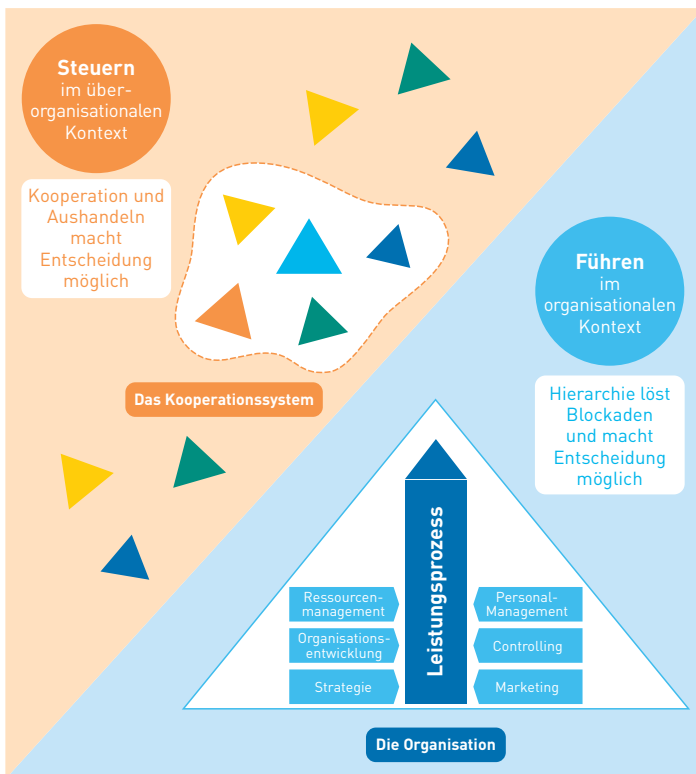 Steuern
im über-
organisationalen
Kontext
Kooperation und
Aushandeln
macht
Entscheidung
möglich
Das Kooperationssystem
Führen
im
organisationalen
Kontext
Hierarchie löst
Blockaden
und macht
Entscheidung
möglich
Leistungsprozess
Ressourcen-
management
Organisations-
entwicklung
Strategie
Personal-
Management
Controlling
Marketing
Die Organisation